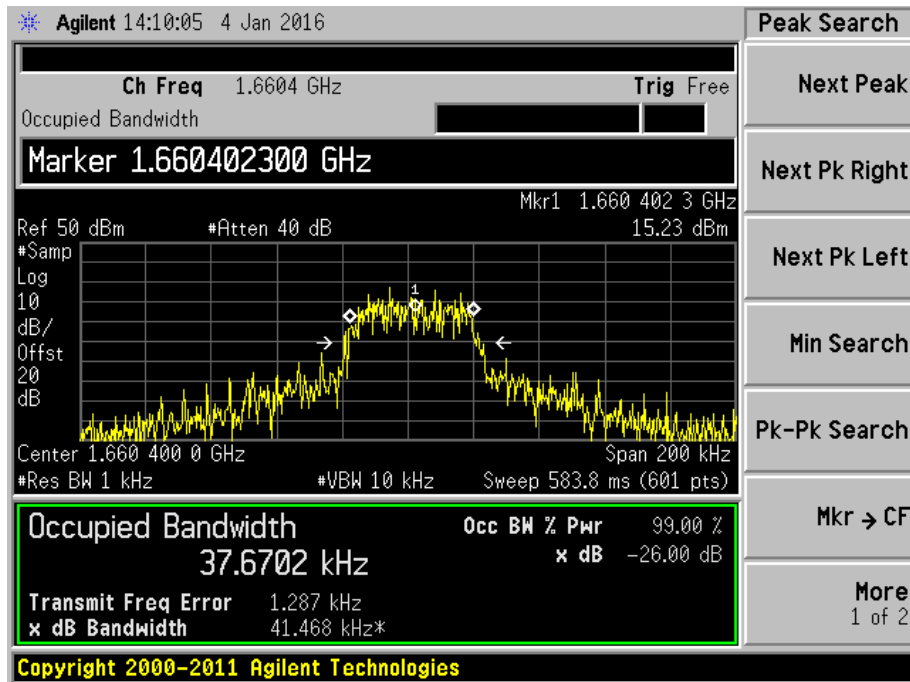 Agilent 14:10:05 4 Jan 2016
Peak Search
Ch Freq 1.6604 GHz Trig Free
Occupied Bandwidth
Marker 1.660402300 GHz
Mkr1 1.660 402 3 GHz
Ref 50 dBm #Atten 40 dB 15.23 dBm
#Samp
Log
10
dB/
Offst
20
dB
1
Center 1.660 400 0 GHz Span 200 kHz
#Res BW 1 kHz #VBW 10 kHz Sweep 583.8 ms (601 pts)
Occupied Bandwidth Occ BW % Pwr 99.00 %
37.6702 kHz x dB -26.00 dB
Transmit Freq Error 1.287 kHz
x dB Bandwidth 41.468 kHz*
Copyright 2000-2011 Agilent Technologies
Next Peak
Next Pk Right
Next Pk Left
Min Search
Pk-Pk Search
Mkr → CF
More
1 of 2